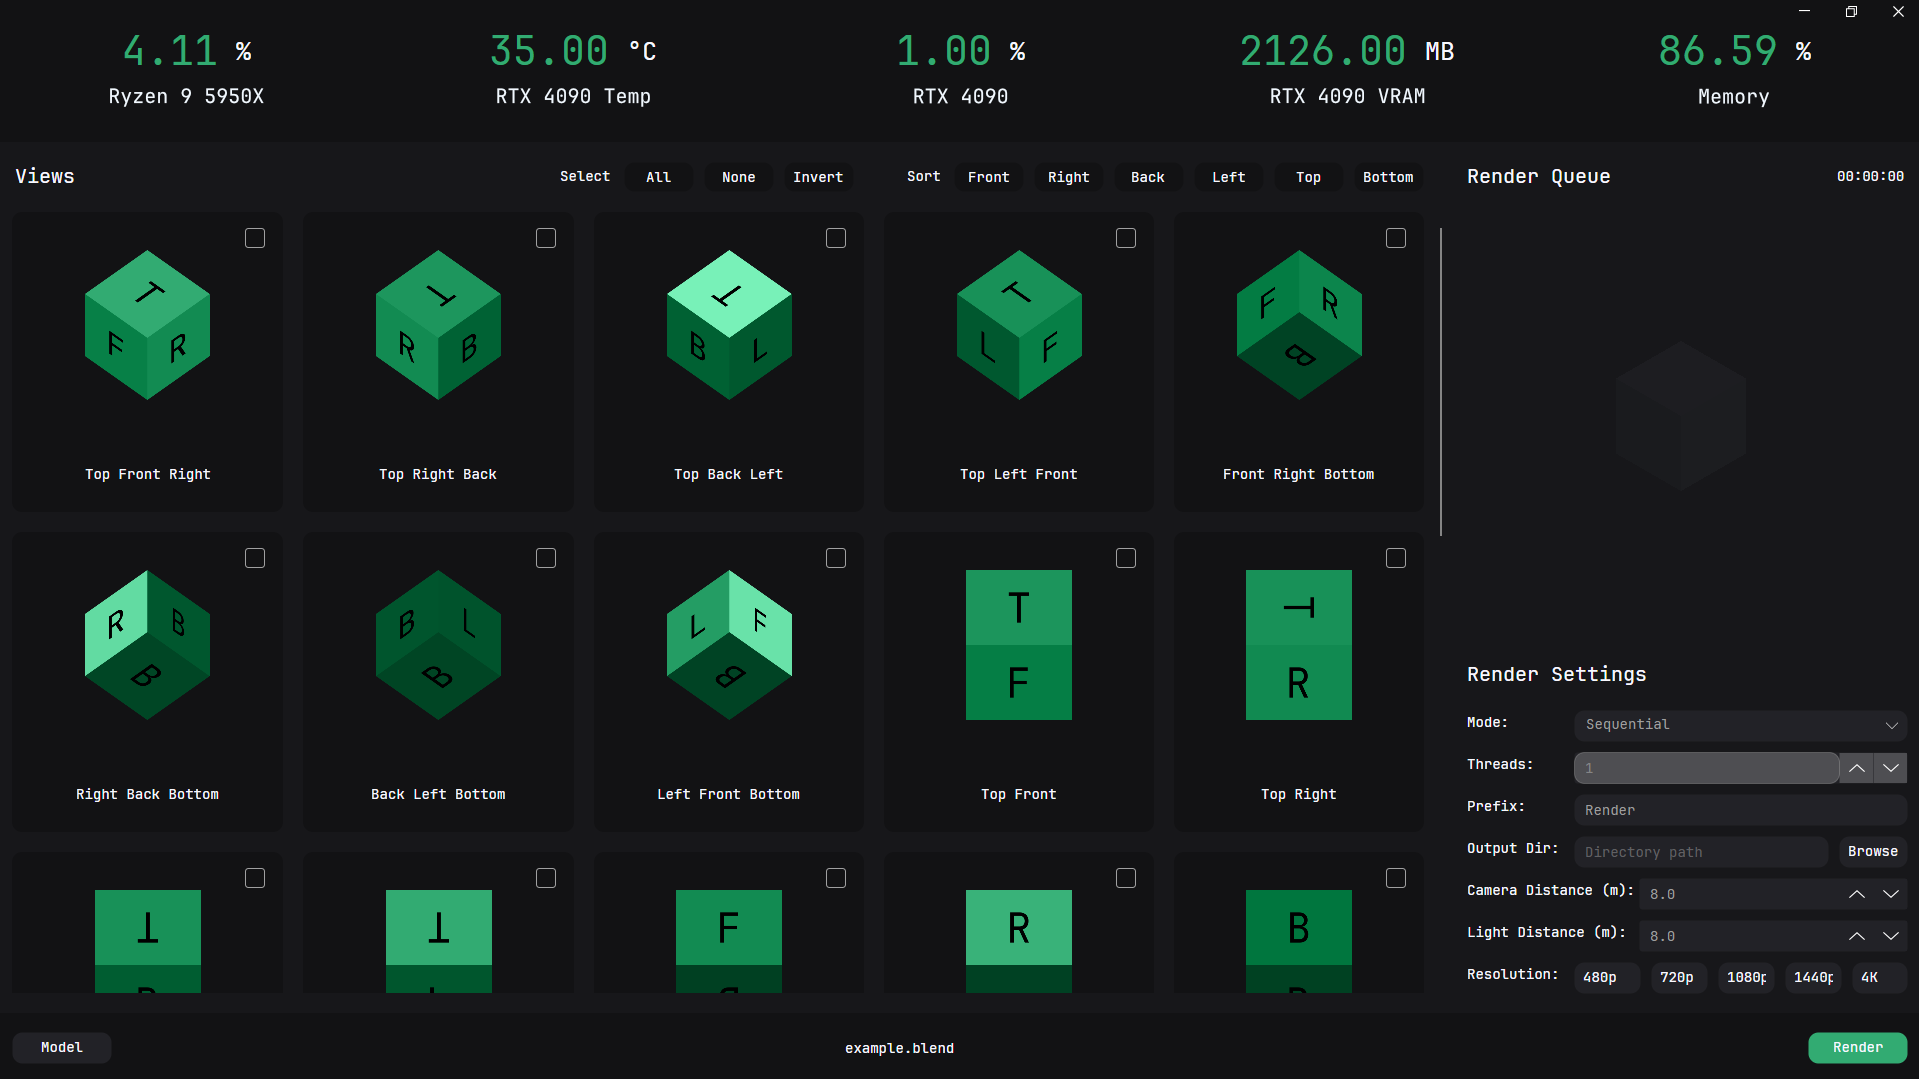 4.11 %
Ryzen 9 5950X
35.00 °C
RTX 4090 Temp
1.00 %
RTX 4090
2126.00 MB
RTX 4090 VRAM
86.59 %
Memory
Views
Select All None Invert
Sort Front Right Back Left Top Bottom
Render Queue
00:00:00
T F R
Top Front Right
T R B
Top Right Back
T B L
Top Back Left
T L F
Top Left Front
F R B
Front Right Bottom
R B B
Right Back Bottom
B L B
Back Left Bottom
L F B
Left Front Bottom
T
F
Top Front
T
R
Top Right
T
T
F
R
B
Render Settings
Mode: Sequential
Threads: 1
Prefix: Render
Output Dir: Directory path Browse
Camera Distance (m): 8.0
Light Distance (m): 8.0
Resolution: 480p 720p 1080p 1440p 4K
Model
example.blend
Render